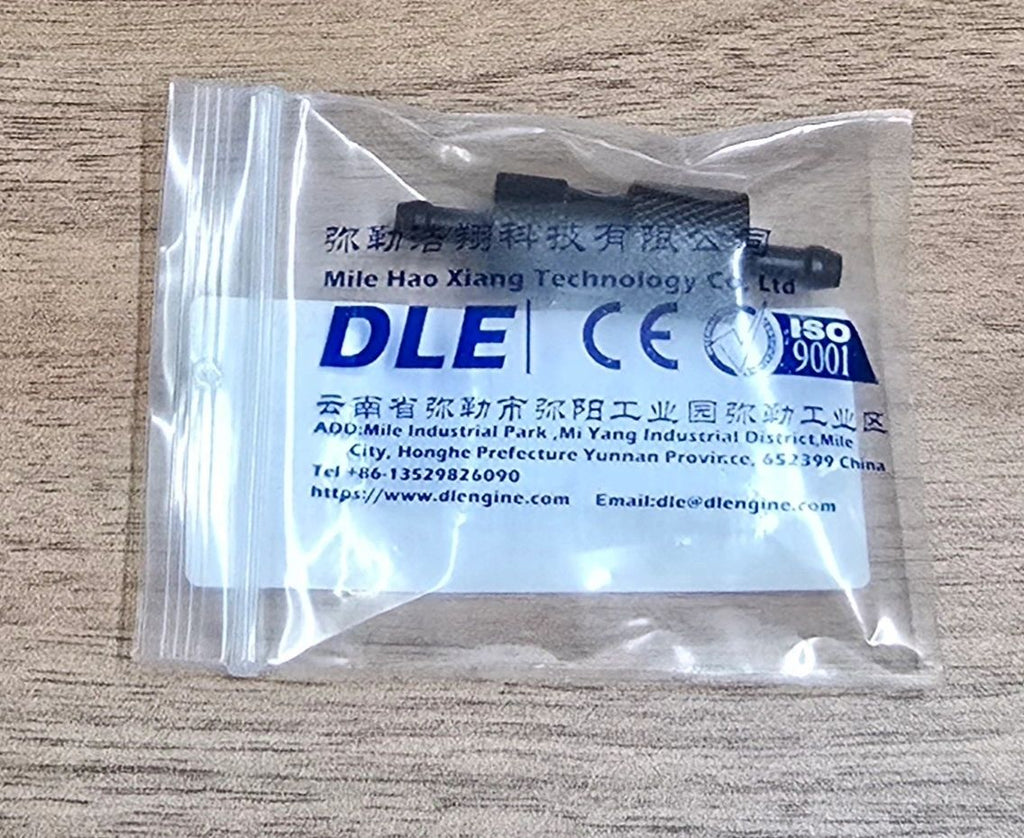 弥勒浩翔科技有限公司
Mile Hao Xiang Technology Co. Ltd
DLE CE ISO 9001
云南省弥勒市弥阳工业园弥勒工业区
ADD:Mile Industrial Park ,Mi Yang Industrial District,Mile
City, Honghe Prefecture Yunnan Province, 652399 China
Tel +86-13529826090
https://www.dlengine.com Email:dle@dlengine.com